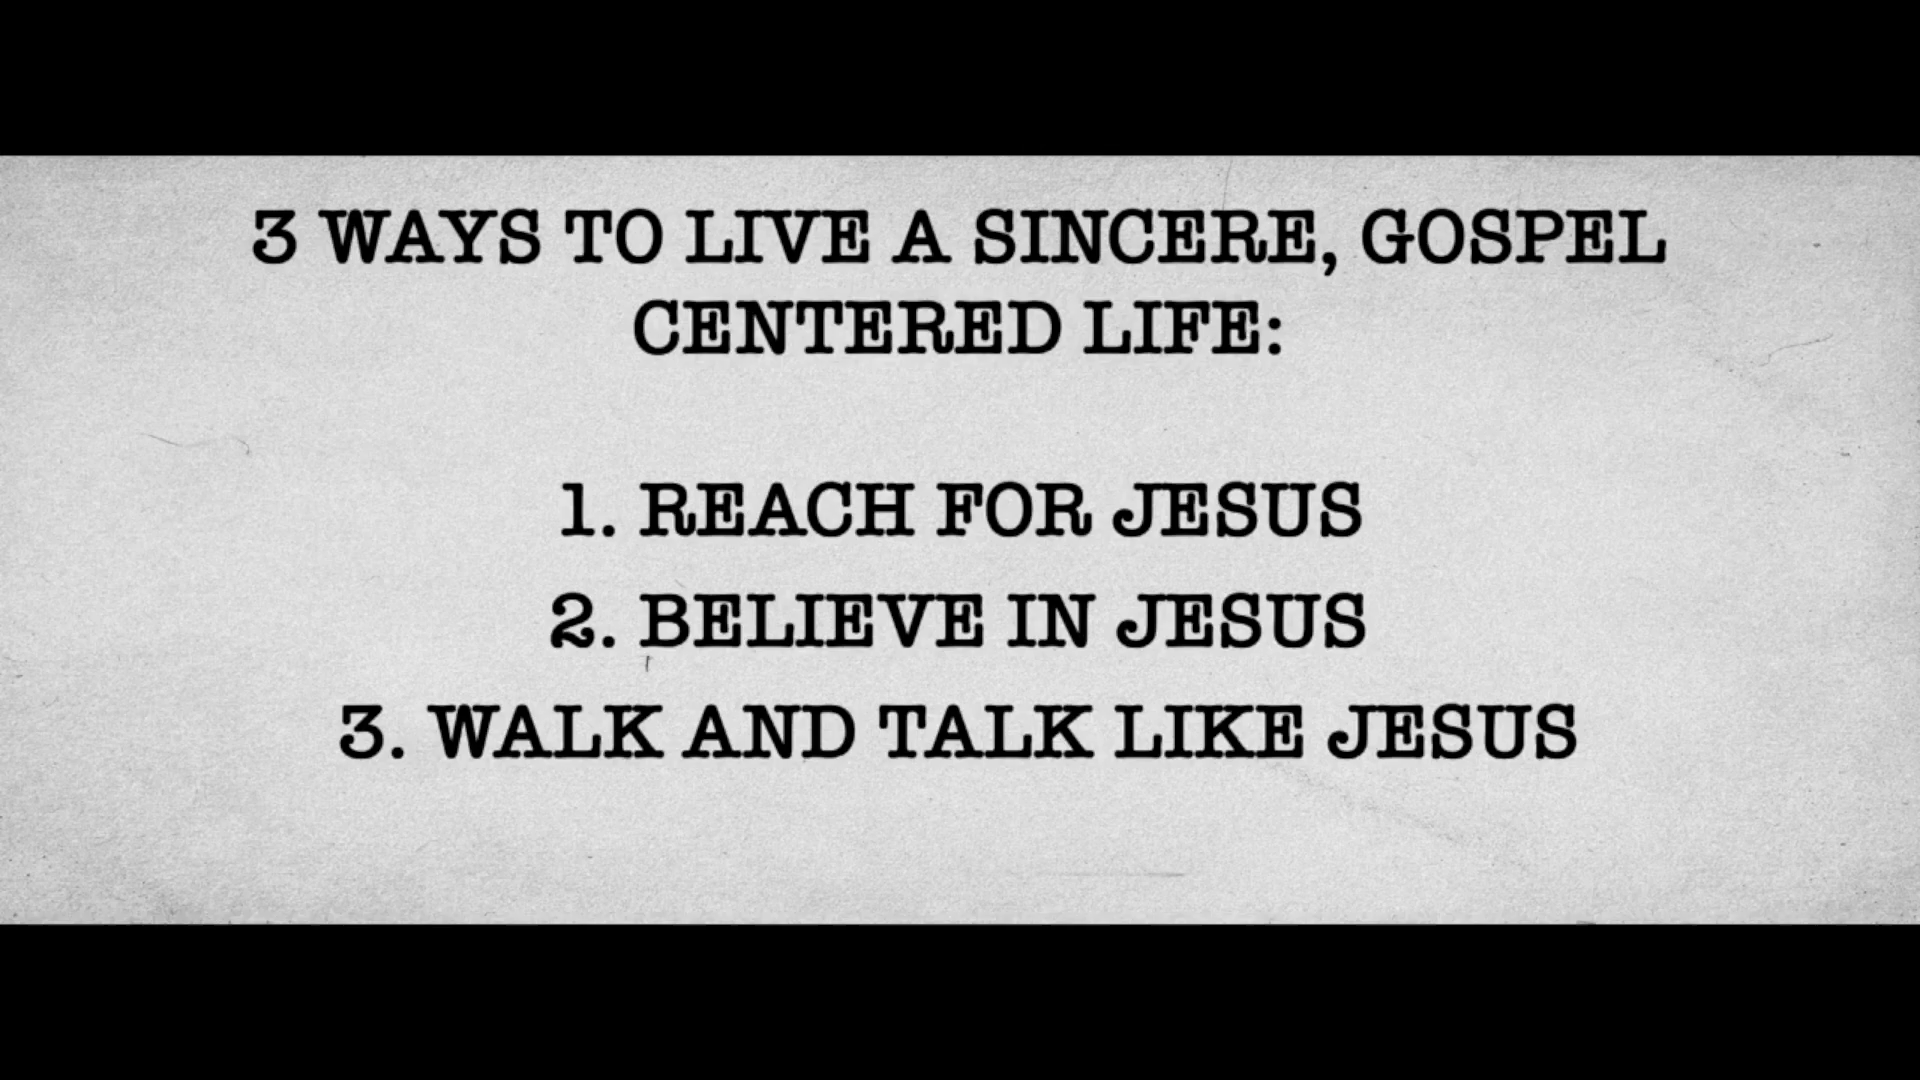 3 WAYS TO LIVE A SINCERE, GOSPEL
CENTERED LIFE:
1. REACH FOR JESUS
2. BELIEVE IN JESUS
3. WALK AND TALK LIKE JESUS